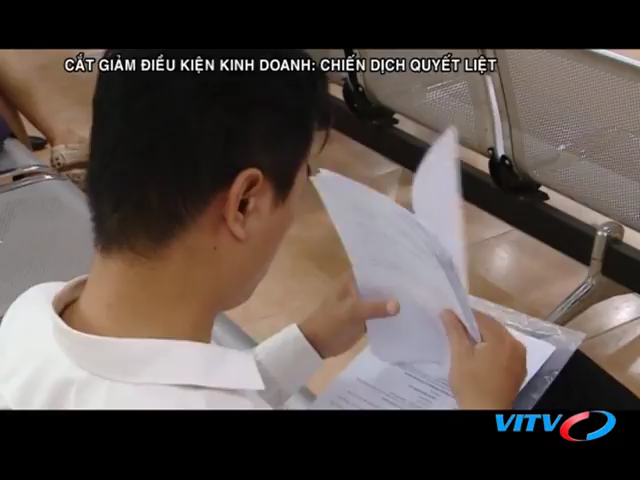 CẮT GIẢM ĐIỀU KIỆN KINH DOANH: CHIẾN DỊCH QUYẾT LIỆT
VITV